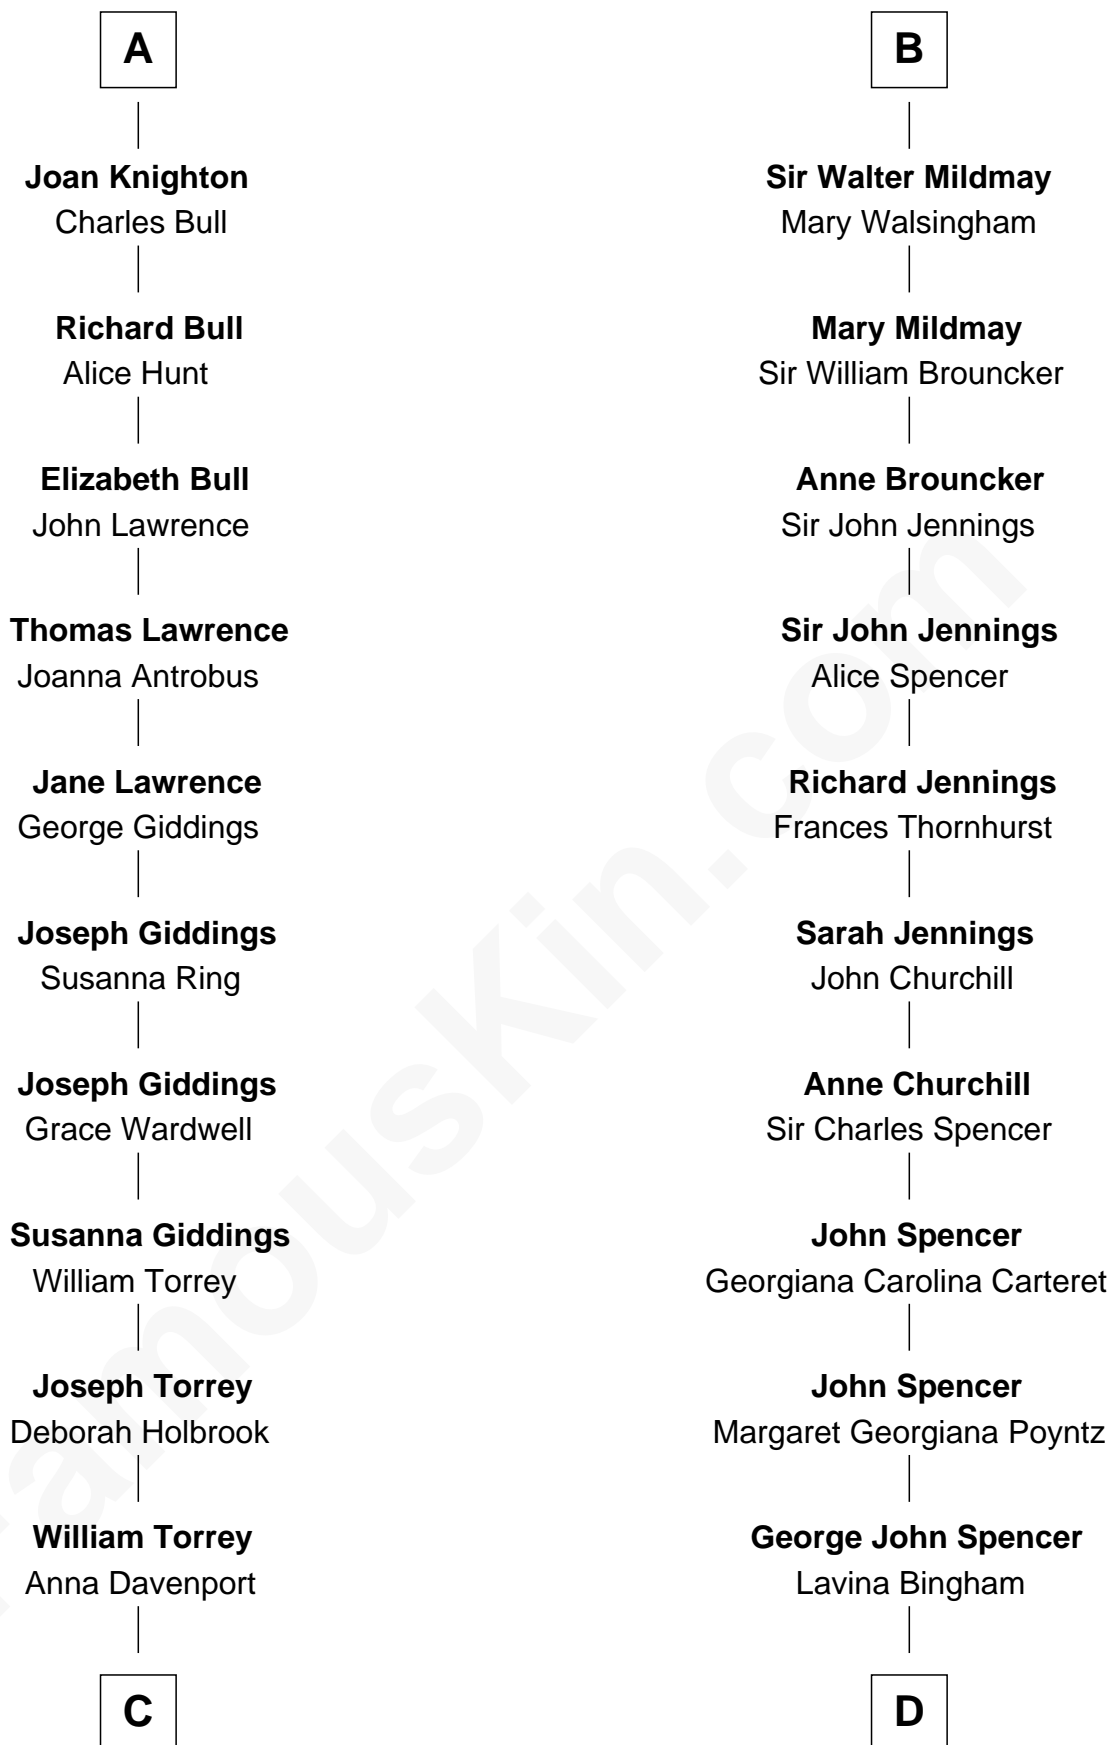 A
Joan Knighton
Charles Bull
Richard Bull
Alice Hunt
Elizabeth Bull
John Lawrence
Thomas Lawrence
Joanna Antrobus
Jane Lawrence
George Giddings
Joseph Giddings
Susanna Ring
Joseph Giddings
Grace Wardwell
Susanna Giddings
William Torrey
Joseph Torrey
Deborah Holbrook
William Torrey
Anna Davenport
C
B
Sir Walter Mildmay
Mary Walsingham
Mary Mildmay
Sir William Brouncker
Anne Brouncker
Sir John Jennings
Sir John Jennings
Alice Spencer
Richard Jennings
Frances Thornhurst
Sarah Jennings
John Churchill
Anne Churchill
Sir Charles Spencer
John Spencer
Georgiana Carolina Carteret
John Spencer
Margaret Georgiana Poyntz
George John Spencer
Lavina Bingham
D
FamousKin.com